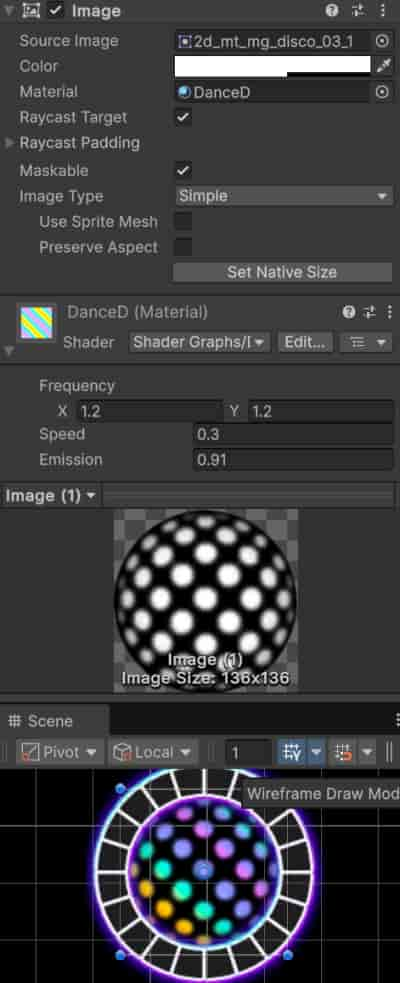 Image
Source Image 2d_mt_mg_disco_03_1
Color
Material DanceD
Raycast Target
Raycast Padding
Maskable
Image Type Simple
Use Sprite Mesh
Preserve Aspect
Set Native Size
DanceD (Material)
Shader Shader Graphs/I Edit...
Frequency
X 1.2 Y 1.2
Speed 0.3
Emission 0.91
Image (1)
Image (1)
Image Size: 136x136
Scene
Pivot Local 1
Wireframe Draw Mod